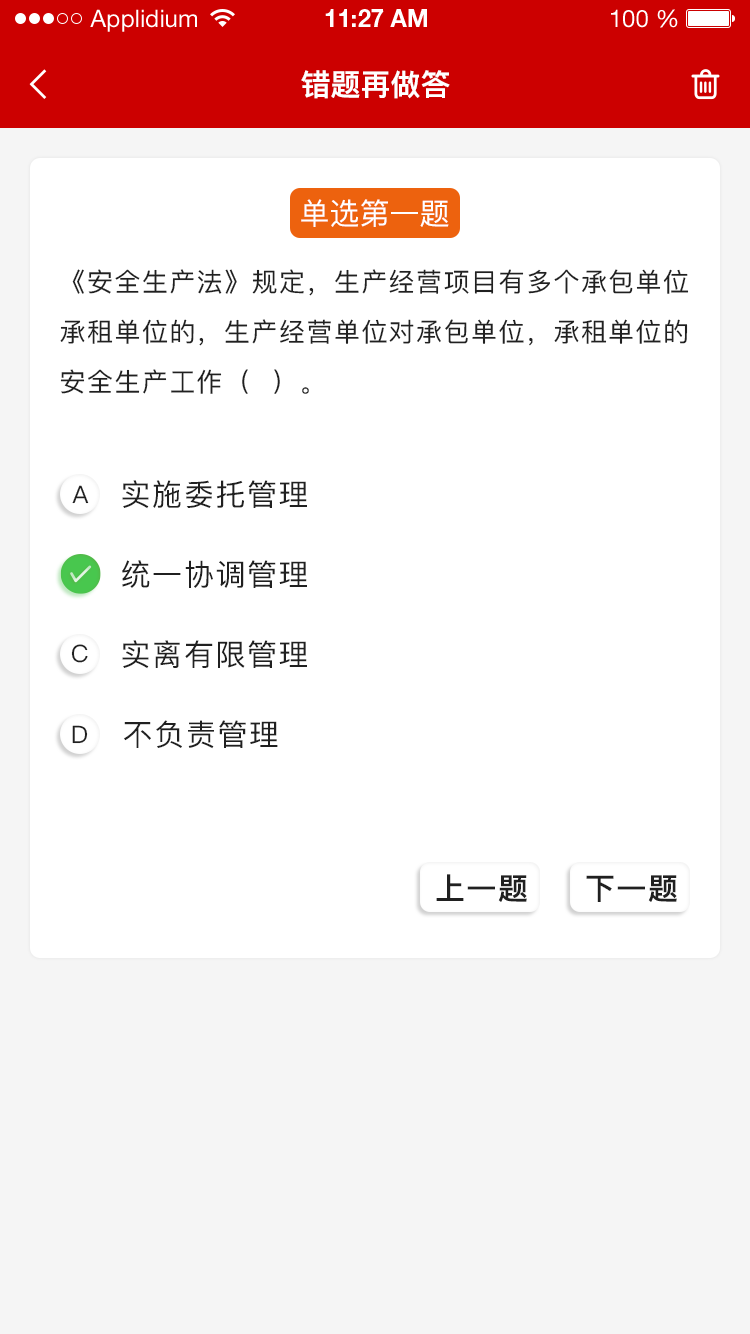 Applidium 11:27 AM 100 %
错题再做答
单选第一题
《安全生产法》规定，生产经营项目有多个承包单位
承租单位的，生产经营单位对承包单位，承租单位的
安全生产工作（ ）。
A 实施委托管理
统一协调管理
C 实离有限管理
D 不负责管理
上一题 下一题